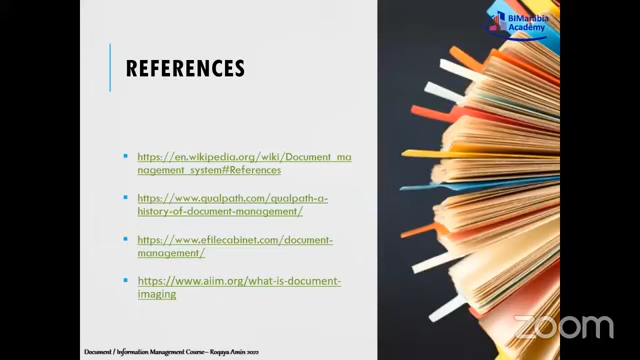 BIMarabia
Academy
REFERENCES
https://en.wikipedia.org/wiki/Document_ma
nagement_system#References
https://www.qualpath.com/qualpath-a-
history-of-document-management/
https://www.efilecabinet.com/document-
management/
https://www.aiim.org/what-is-document-
imaging
zoom
Document / Information Management Course – Roqaya Amin 2022